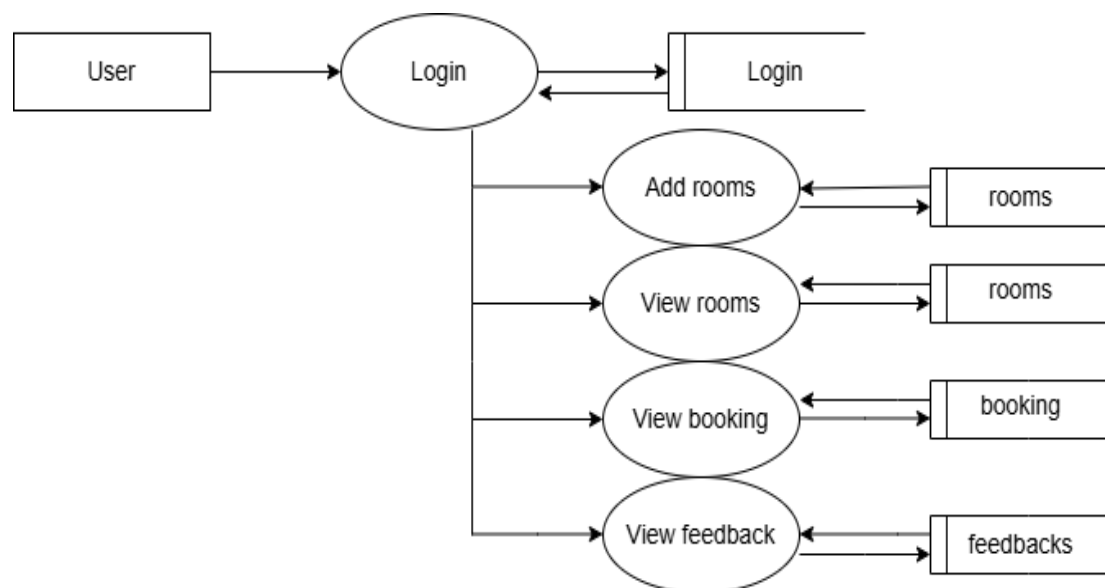 User
Login
Login
Add rooms
rooms
View rooms
rooms
View booking
booking
View feedback
feedbacks